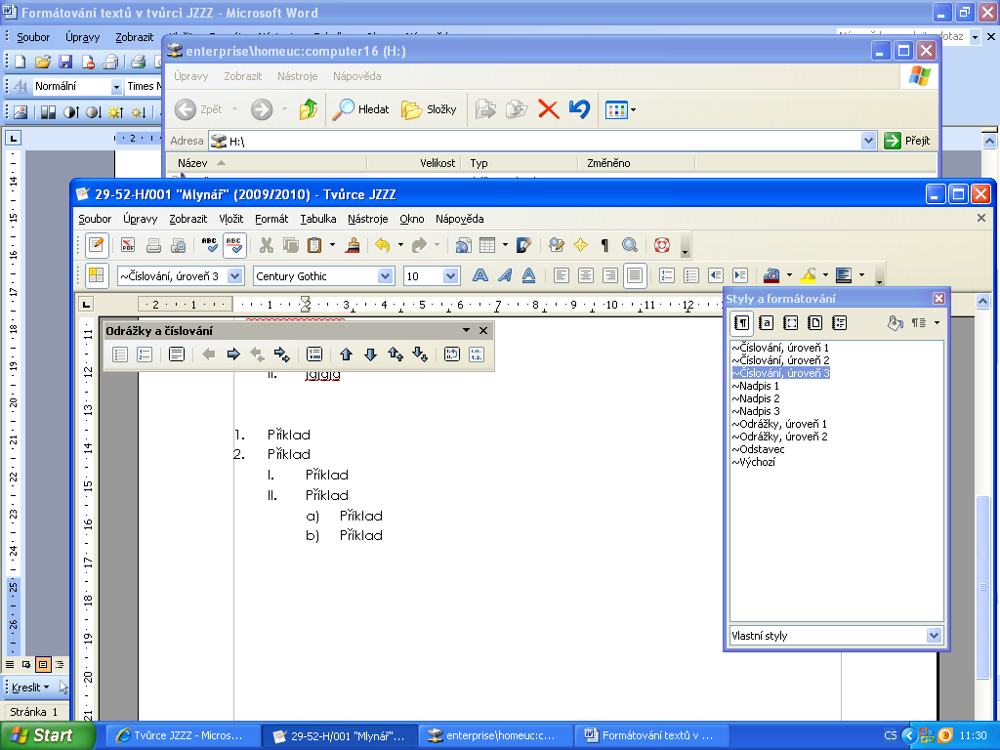 Formátování textů v tvůrci JZZZ - Microsoft Word
Soubor Úpravy Zobrazit
Normální Times N
enterprise\homeuc:computer16 (H:)
Úpravy Zobrazit Nástroje Nápověda
Zpět Hledat Složky
Adresa H:\ Přejít
Název Velikost Typ Změněno
29-52-H/001 "Mlynář" (2009/2010) - Tvůrce JZZZ
Soubor Úpravy Zobrazit Vložit Formát Tabulka Nástroje Okno Nápověda
~Číslování, úroveň 3 Century Gothic 10
Styly a formátování
~Číslování, úroveň 1
~Číslování, úroveň 2
~Číslování, úroveň 3
~Nadpis 1
~Nadpis 2
~Nadpis 3
~Odrážky, úroveň 1
~Odrážky, úroveň 2
~Odstavec
~Výchozí
Vlastní styly
Odrážky a číslování
II.
1. Příklad
2. Příklad
I. Příklad
II. Příklad
a) Příklad
b) Příklad
Kreslit
Stránka 1
Start Tvůrce JZZZ - Micros... 29-52-H/001 "Mlynář"... enterprise\homeuc:c... Formátování textů v ... CS 11:30